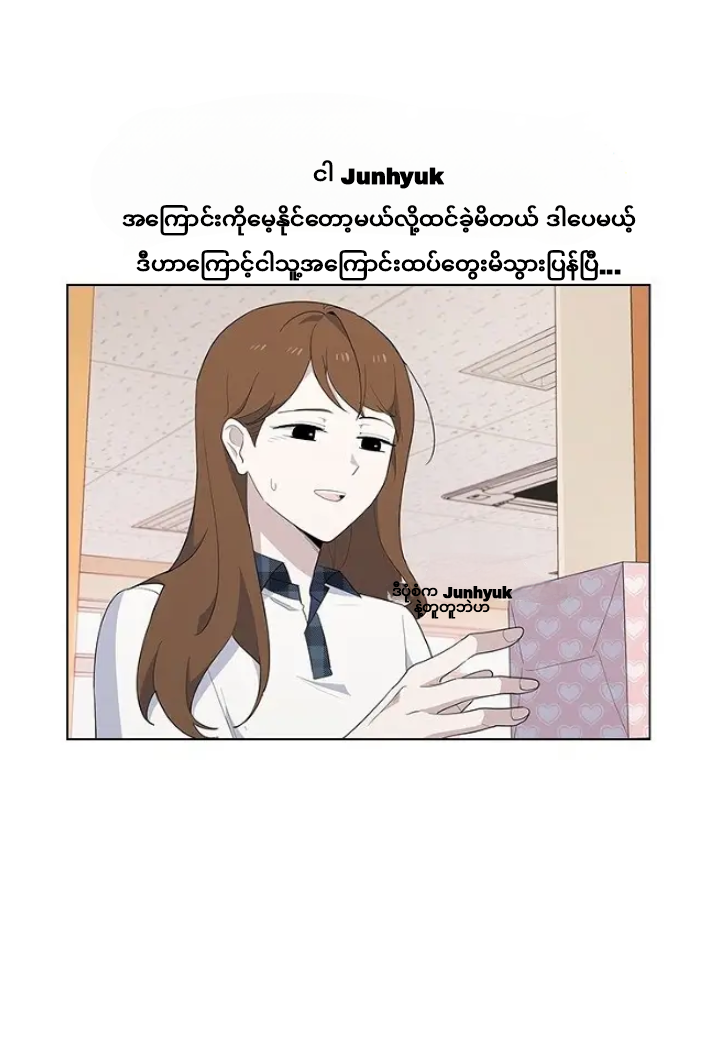 ငါ Junhyuk
အကြောင်းကိုမေ့နိုင်တော့မယ်လို့ထင်ခဲ့မိတယ် ဒါပေမယ့်
ဒီဟာကြောင့်ငါသူ့အကြောင်းထပ်တွေးမိသွားပြန်ပြီ...
ဒီပုံစံက Junhyuk
နဲ့တူတူဘဲဟ